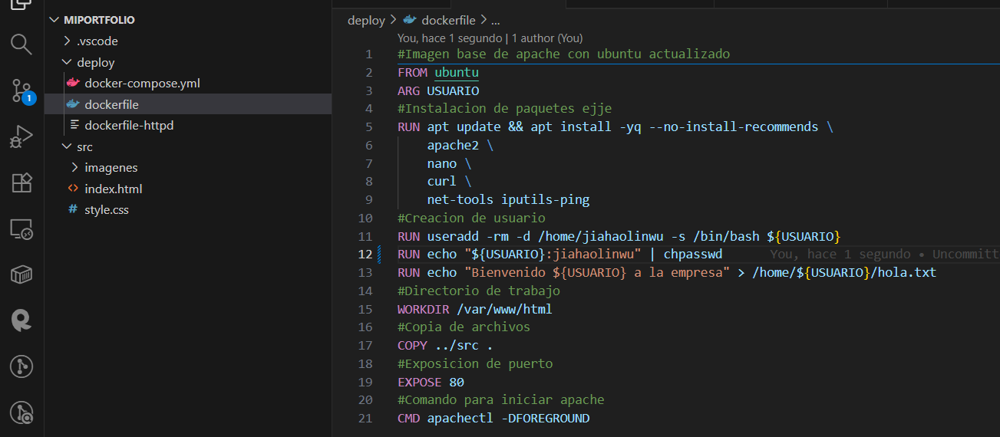 MIPORTFOLIO
.vscode
deploy
docker-compose.yml
dockerfile
dockerfile-httpd
src
imagenes
index.html
style.css
1
deploy > dockerfile > ...
You, hace 1 segundo | 1 author (You)
1 #Imagen base de apache con ubuntu actualizado
2 FROM ubuntu
3 ARG USUARIO
4 #Instalacion de paquetes ejje
5 RUN apt update && apt install -yq --no-install-recommends \
6 apache2 \
7 nano \
8 curl \
9 net-tools iputils-ping
10 #Creacion de usuario
11 RUN useradd -rm -d /home/jiahaolinwu -s /bin/bash ${USUARIO}
12 RUN echo "${USUARIO}:jiahaolinwu" | chpasswd You, hace 1 segundo • Uncommitt
13 RUN echo "Bienvenido ${USUARIO} a la empresa" > /home/${USUARIO}/hola.txt
14 #Directorio de trabajo
15 WORKDIR /var/www/html
16 #Copia de archivos
17 COPY ../src .
18 #Exposicion de puerto
19 EXPOSE 80
20 #Comando para iniciar apache
21 CMD apachectl -DFOREGROUND